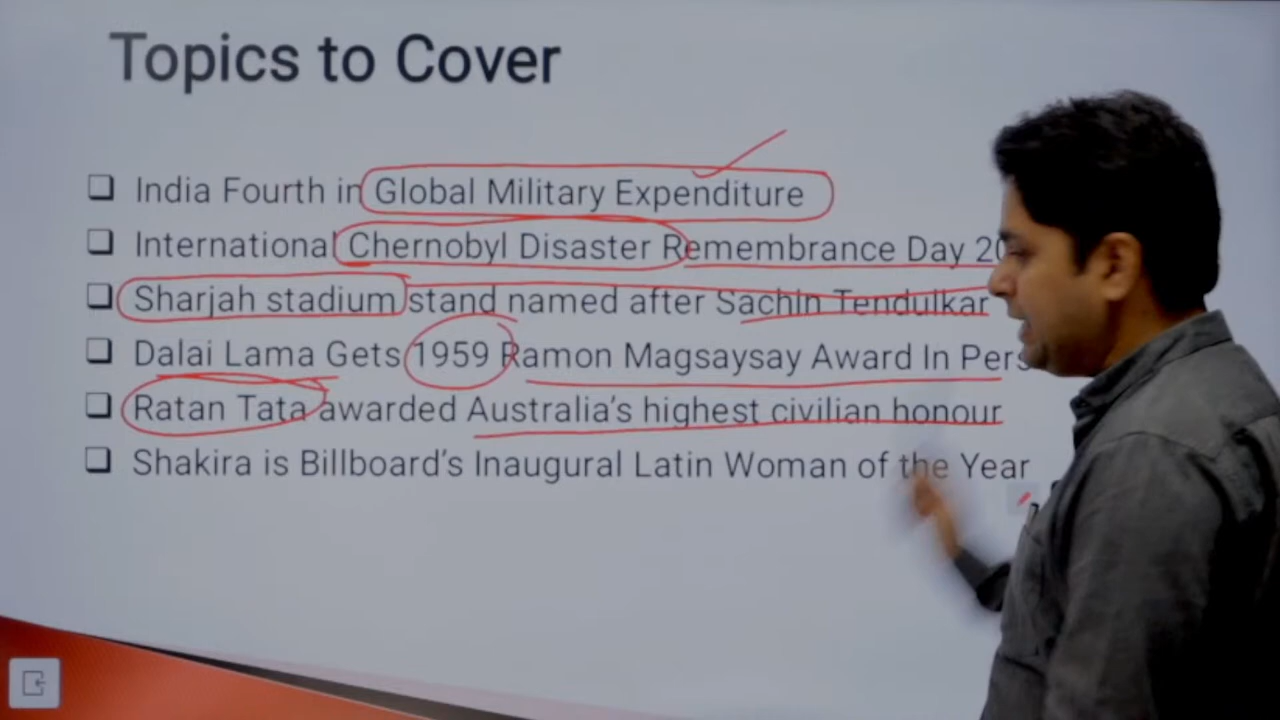 Topics to Cover
India Fourth in Global Military Expenditure
International Chernobyl Disaster Remembrance Day
Sharjah stadium stand named after Sachin Tendulkar
Dalai Lama Gets 1959 Ramon Magsaysay Award In
Ratan Tata awarded Australia's highest civilian honour
Shakira is Billboard's Inaugural Latin Woman of the Year